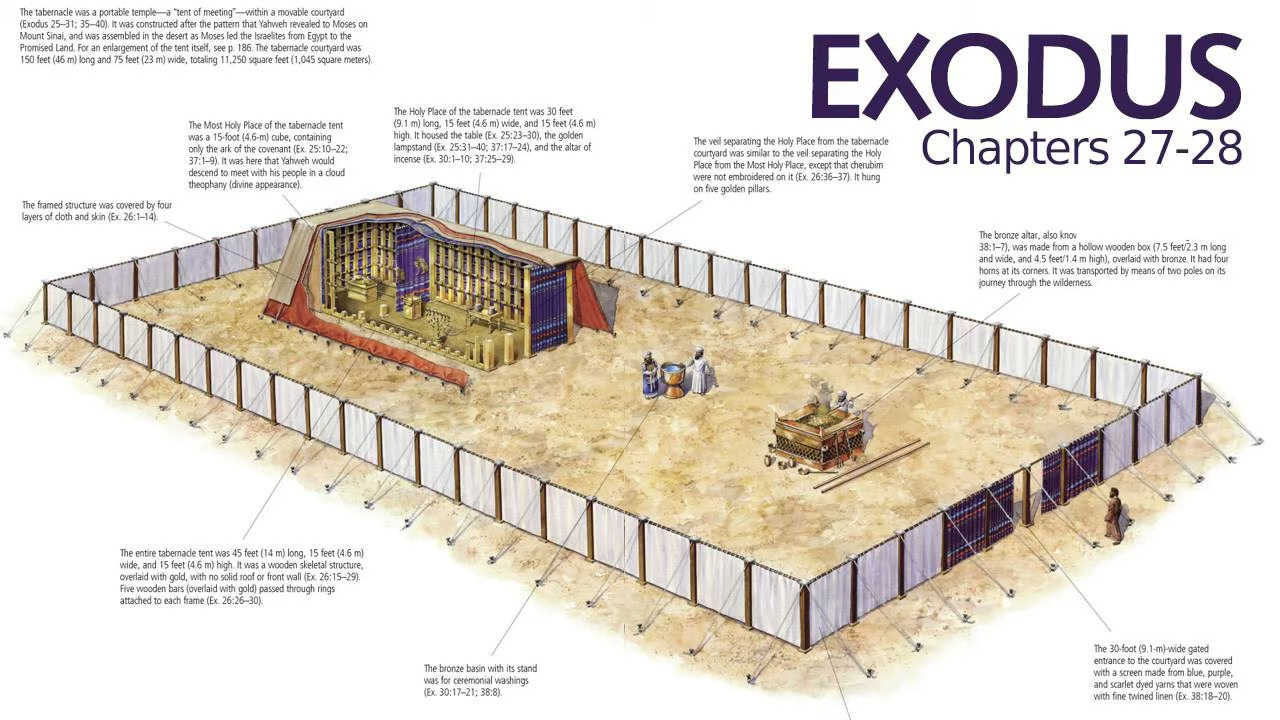 The tabernacle was a portable temple—a “tent of meeting”—within a movable courtyard
(Exodus 25–31; 35–40). It was constructed after the pattern that Yahweh revealed to Moses on
Mount Sinai, and was assembled in the desert as Moses led the Israelites from Egypt to the
Promised Land. For an enlargement of the tent itself, see p. 186. The tabernacle courtyard was
150 feet (46 m) long and 75 feet (23 m) wide, totaling 11,250 square feet (1,045 square meters).
EXODUS
Chapters 27-28
The Most Holy Place of the tabernacle tent
was a 15-foot (4.6-m) cube, containing
only the ark of the covenant (Ex. 25:10–22;
37:1–9). It was here that Yahweh would
descend to meet with his people in a cloud
theophany (divine appearance).
The Holy Place of the tabernacle tent was 30 feet
(9.1 m) long, 15 feet (4.6 m) wide, and 15 feet (4.6 m)
high. It housed the table (Ex. 25:23–30), the golden
lampstand (Ex. 25:31–40; 37:17–24), and the altar of
incense (Ex. 30:1–10; 37:25–29).
The veil separating the Holy Place from the tabernacle
courtyard was similar to the veil separating the Holy
Place from the Most Holy Place, except that cherubim
were not embroidered on it (Ex. 26:36–37). It hung
on five golden pillars.
The framed structure was covered by four
layers of cloth and skin (Ex. 26:1–14).
The bronze altar, also
38:1–7), was made from a hollow wooden box (7.5 feet/2.3 m long
and wide, and 4.5 feet/1.4 m high), overlaid with bronze. It had four
horns at its corners. It was transported by means of two poles on its
journey through the wilderness.
The entire tabernacle tent was 45 feet (14 m) long, 15 feet (4.6 m)
wide, and 15 feet (4.6 m) high. It was a wooden skeletal structure,
overlaid with gold, with no solid roof or front wall (Ex. 26:15–29).
Five wooden bars (overlaid with gold) passed through rings
attached to each frame (Ex. 26:26–30).
The bronze basin with its stand
was for ceremonial washings
(Ex. 30:17–21; 38:8).
The 30-foot (9.1-m)-wide gated
entrance to the courtyard was covered
with a screen made from blue, purple,
and scarlet dyed yarns that were woven
with fine twined linen (Ex. 38:18–20).